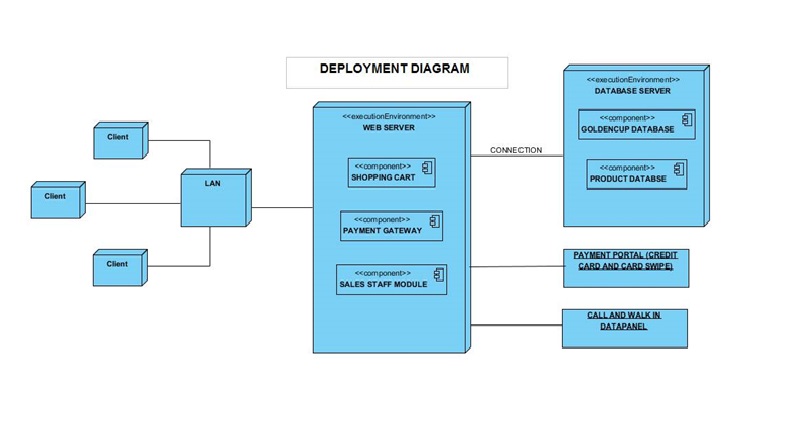 DEPLOYMENT DIAGRAM
Client
Client
Client
LAN
<<executionEnvironment>>
WEB SERVER
<<component>>
SHOPPING CART
<<component>>
PAYMENT GATEWAY
<<component>>
SALES STAFF MODULE
CONNECTION
<<executionEnvironment>>
DATABASE SERVER
<<component>>
GOLDENCUP DATABASE
<<component>>
PRODUCT DATABSE
PAYMENT PORTAL (CREDIT
CARD AND CARD SWIPE)
CALL AND WALK IN
DATAPANEL